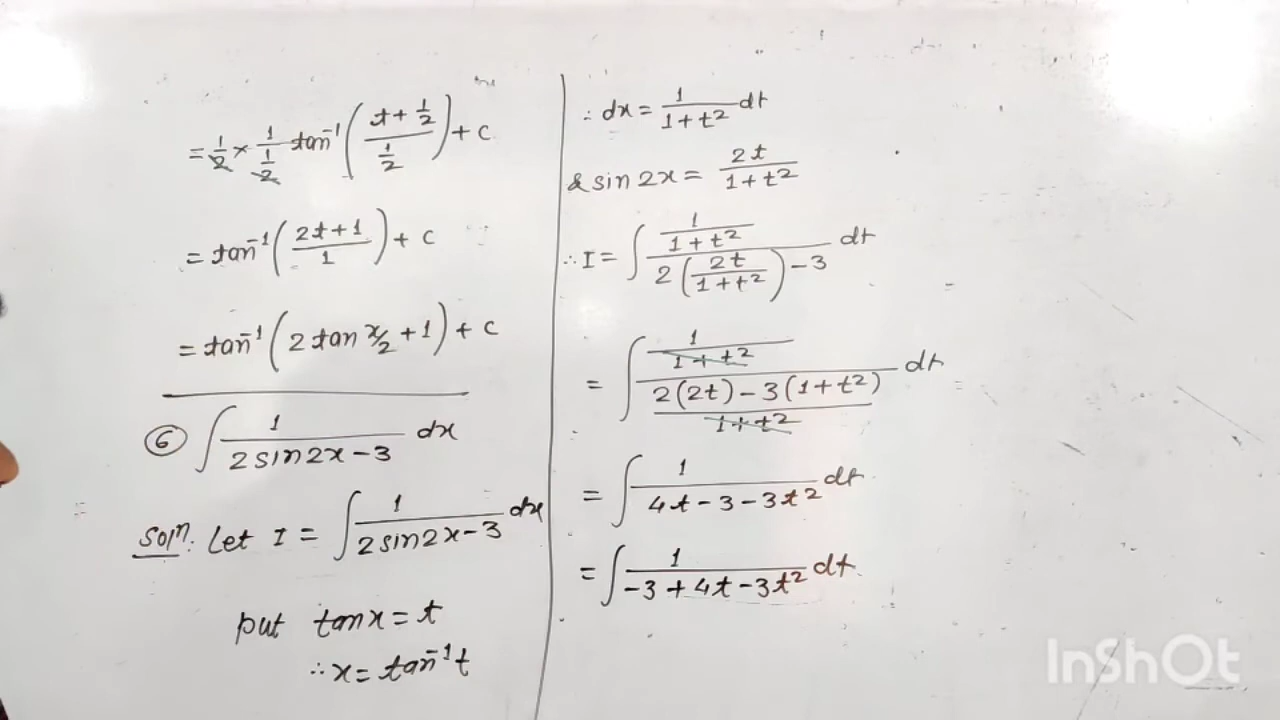 = 1/2 × 1/(1/2) tan⁻¹((t + 1/2)/(1/2)) + c
= tan⁻¹((2t+1)/1) + c
= tan⁻¹(2 tan x/2 + 1) + c
⑥ ∫ 1/(2 sin 2x − 3) dx
Solⁿ: Let I = ∫ 1/(2 sin 2x − 3) dx
put tan x = t
∴ x = tan⁻¹ t
∴ dx = 1/(1+t²) dt
& sin 2x = 2t/(1+t²)
∴ I = ∫ (1/(1+t²))/(2(2t/(1+t²)) − 3) dt
= ∫ (1/(1+t²))/((2(2t) − 3(1+t²))/(1+t²)) dt
= ∫ 1/(4t − 3 − 3t²) dt
= ∫ 1/(−3 + 4t − 3t²) dt
InShOt